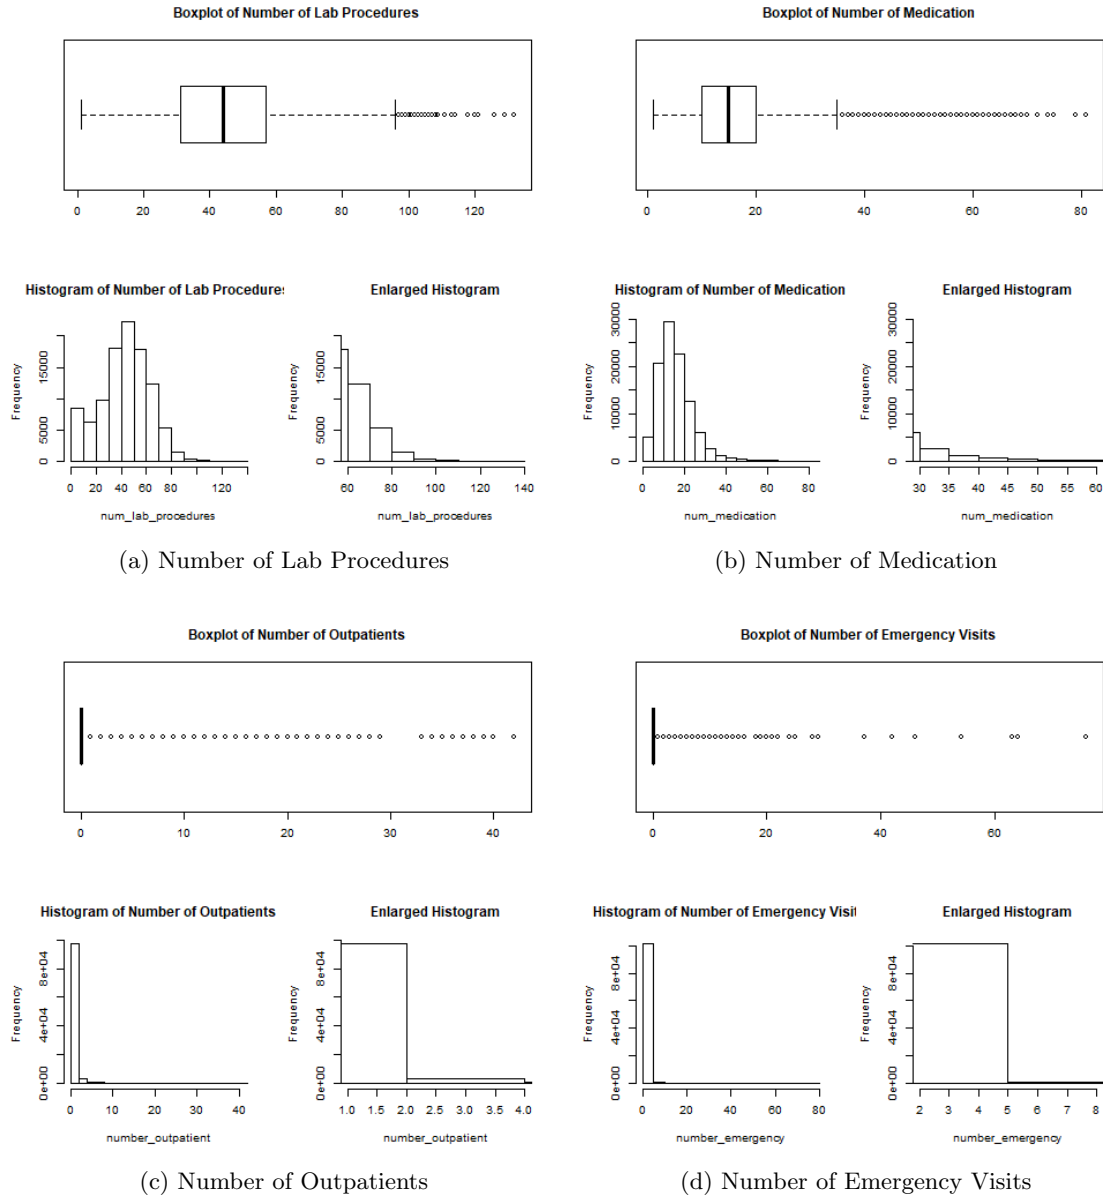 Boxplot of Number of Lab Procedures
0 20 40 60 80 100 120
Histogram of Number of Lab Procedures
Frequency
0 5000 15000
0 20 40 60 80 120
num_lab_procedures
Enlarged Histogram
Frequency
0 5000 15000
60 80 100 120 140
num_lab_procedures
(a) Number of Lab Procedures
Boxplot of Number of Medication
0 20 40 60 80
Histogram of Number of Medication
Frequency
0 10000 20000 30000
0 20 40 60 80
num_medication
Enlarged Histogram
Frequency
0 10000 20000 30000
30 35 40 45 50 55 60
num_medication
(b) Number of Medication
Boxplot of Number of Outpatients
0 10 20 30 40
Histogram of Number of Outpatients
Frequency
0e+00 4e+04 8e+04
0 10 20 30 40
number_outpatient
Enlarged Histogram
Frequency
0e+00 4e+04 8e+04
1.0 1.5 2.0 2.5 3.0 3.5 4.0
number_outpatient
(c) Number of Outpatients
Boxplot of Number of Emergency Visits
0 20 40 60
Histogram of Number of Emergency Visit
Frequency
0e+00 4e+04 8e+04
0 20 40 60 80
number_emergency
Enlarged Histogram
Frequency
0e+00 4e+04 8e+04
2 3 4 5 6 7 8
number_emergency
(d) Number of Emergency Visits